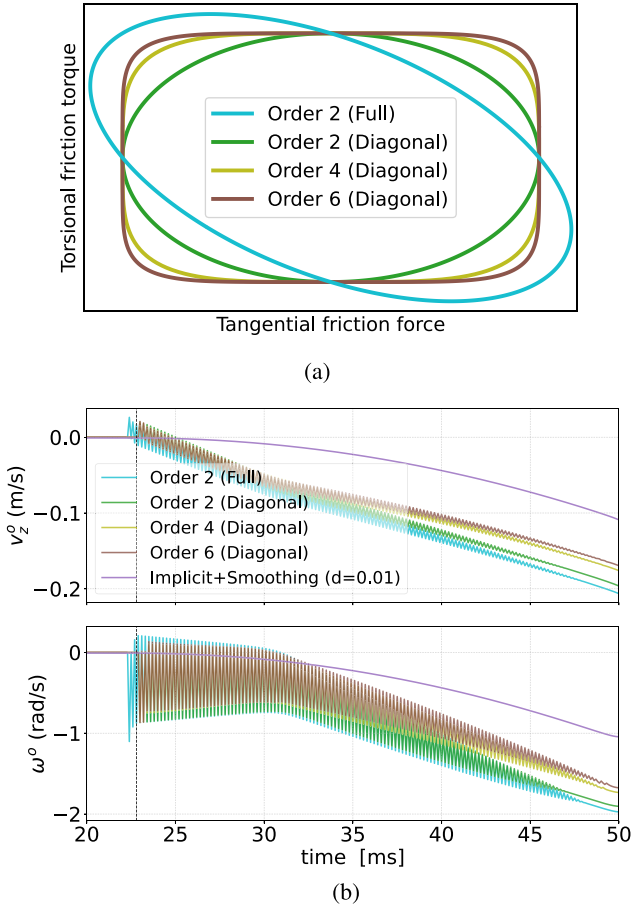 Torsional friction torque
Order 2 (Full)
Order 2 (Diagonal)
Order 4 (Diagonal)
Order 6 (Diagonal)
Tangential friction force
(a)
v_z^o (m/s)
0.0
−0.1
−0.2
Order 2 (Full)
Order 2 (Diagonal)
Order 4 (Diagonal)
Order 6 (Diagonal)
Implicit+Smoothing (d=0.01)
ω^o (rad/s)
0
−1
−2
20 25 30 35 40 45 50
time [ms]
(b)